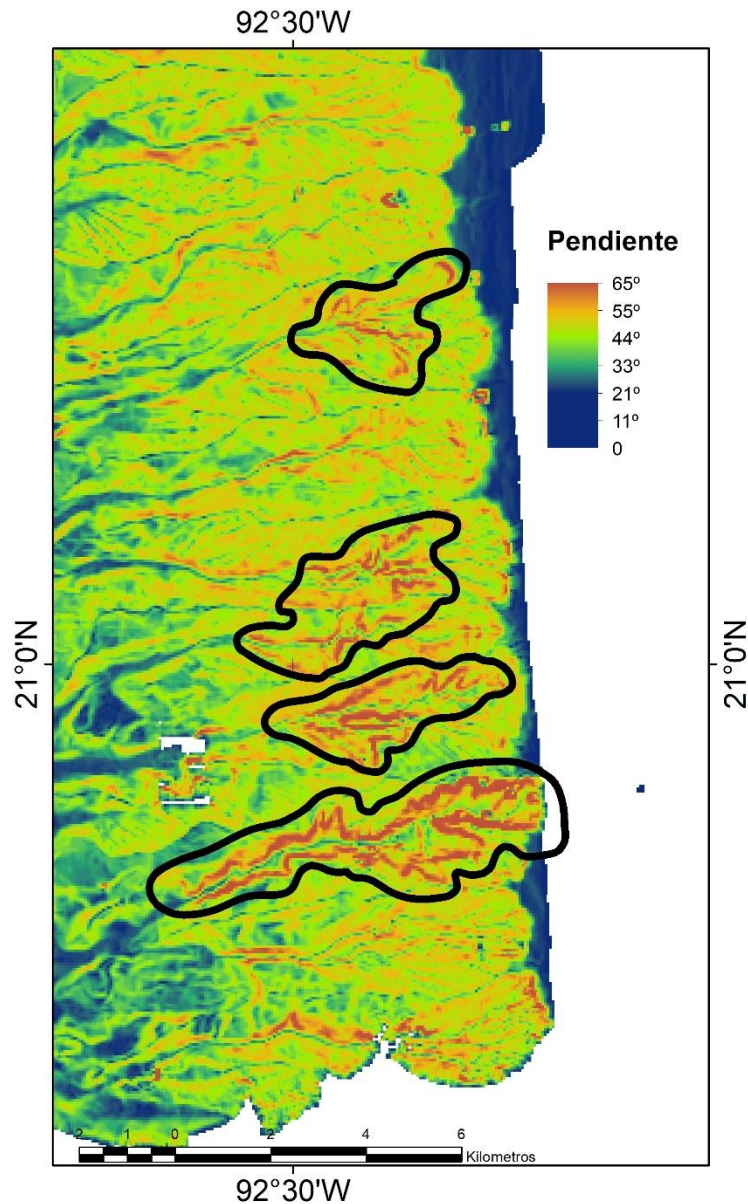 92°30'W
Pendiente
65º
55º
44º
33º
21º
11º
0
21°0'N
21°0'N
2 1 0 2 4 6
Kilometros
92°30'W